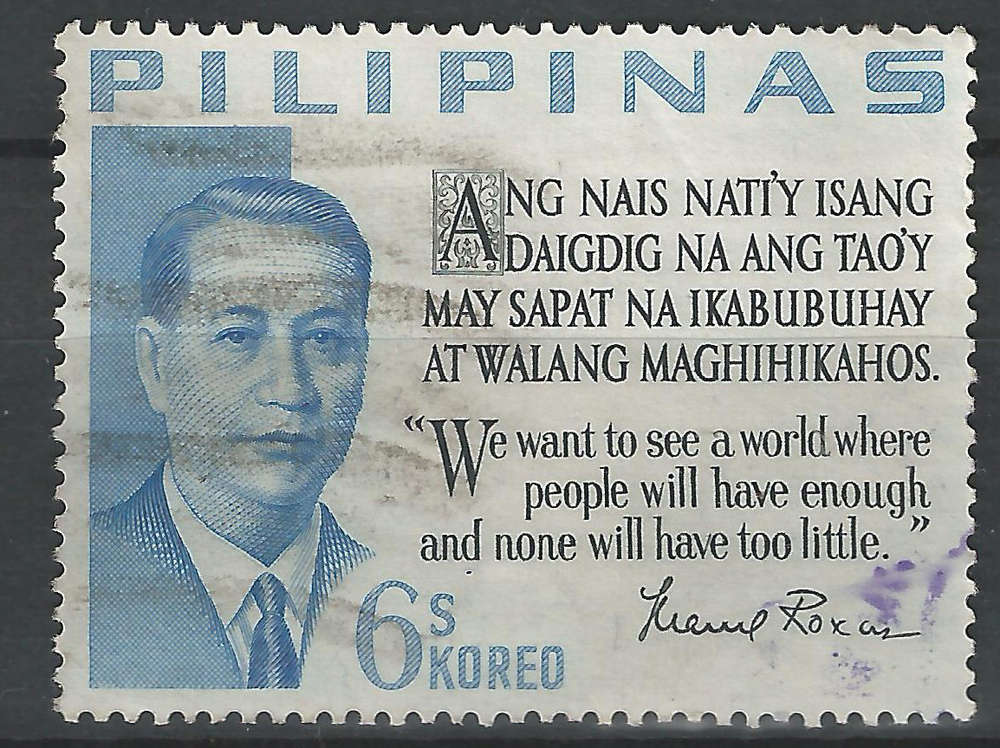 PILIPINAS
ANG NAIS NATI'Y ISANG
DAIGDIG NA ANG TAO'Y
MAY SAPAT NA IKABUBUHAY
AT WALANG MAGHIHIKAHOS.
"We want to see a world where
people will have enough
and none will have too little."
Manuel Roxas
6s KOREO